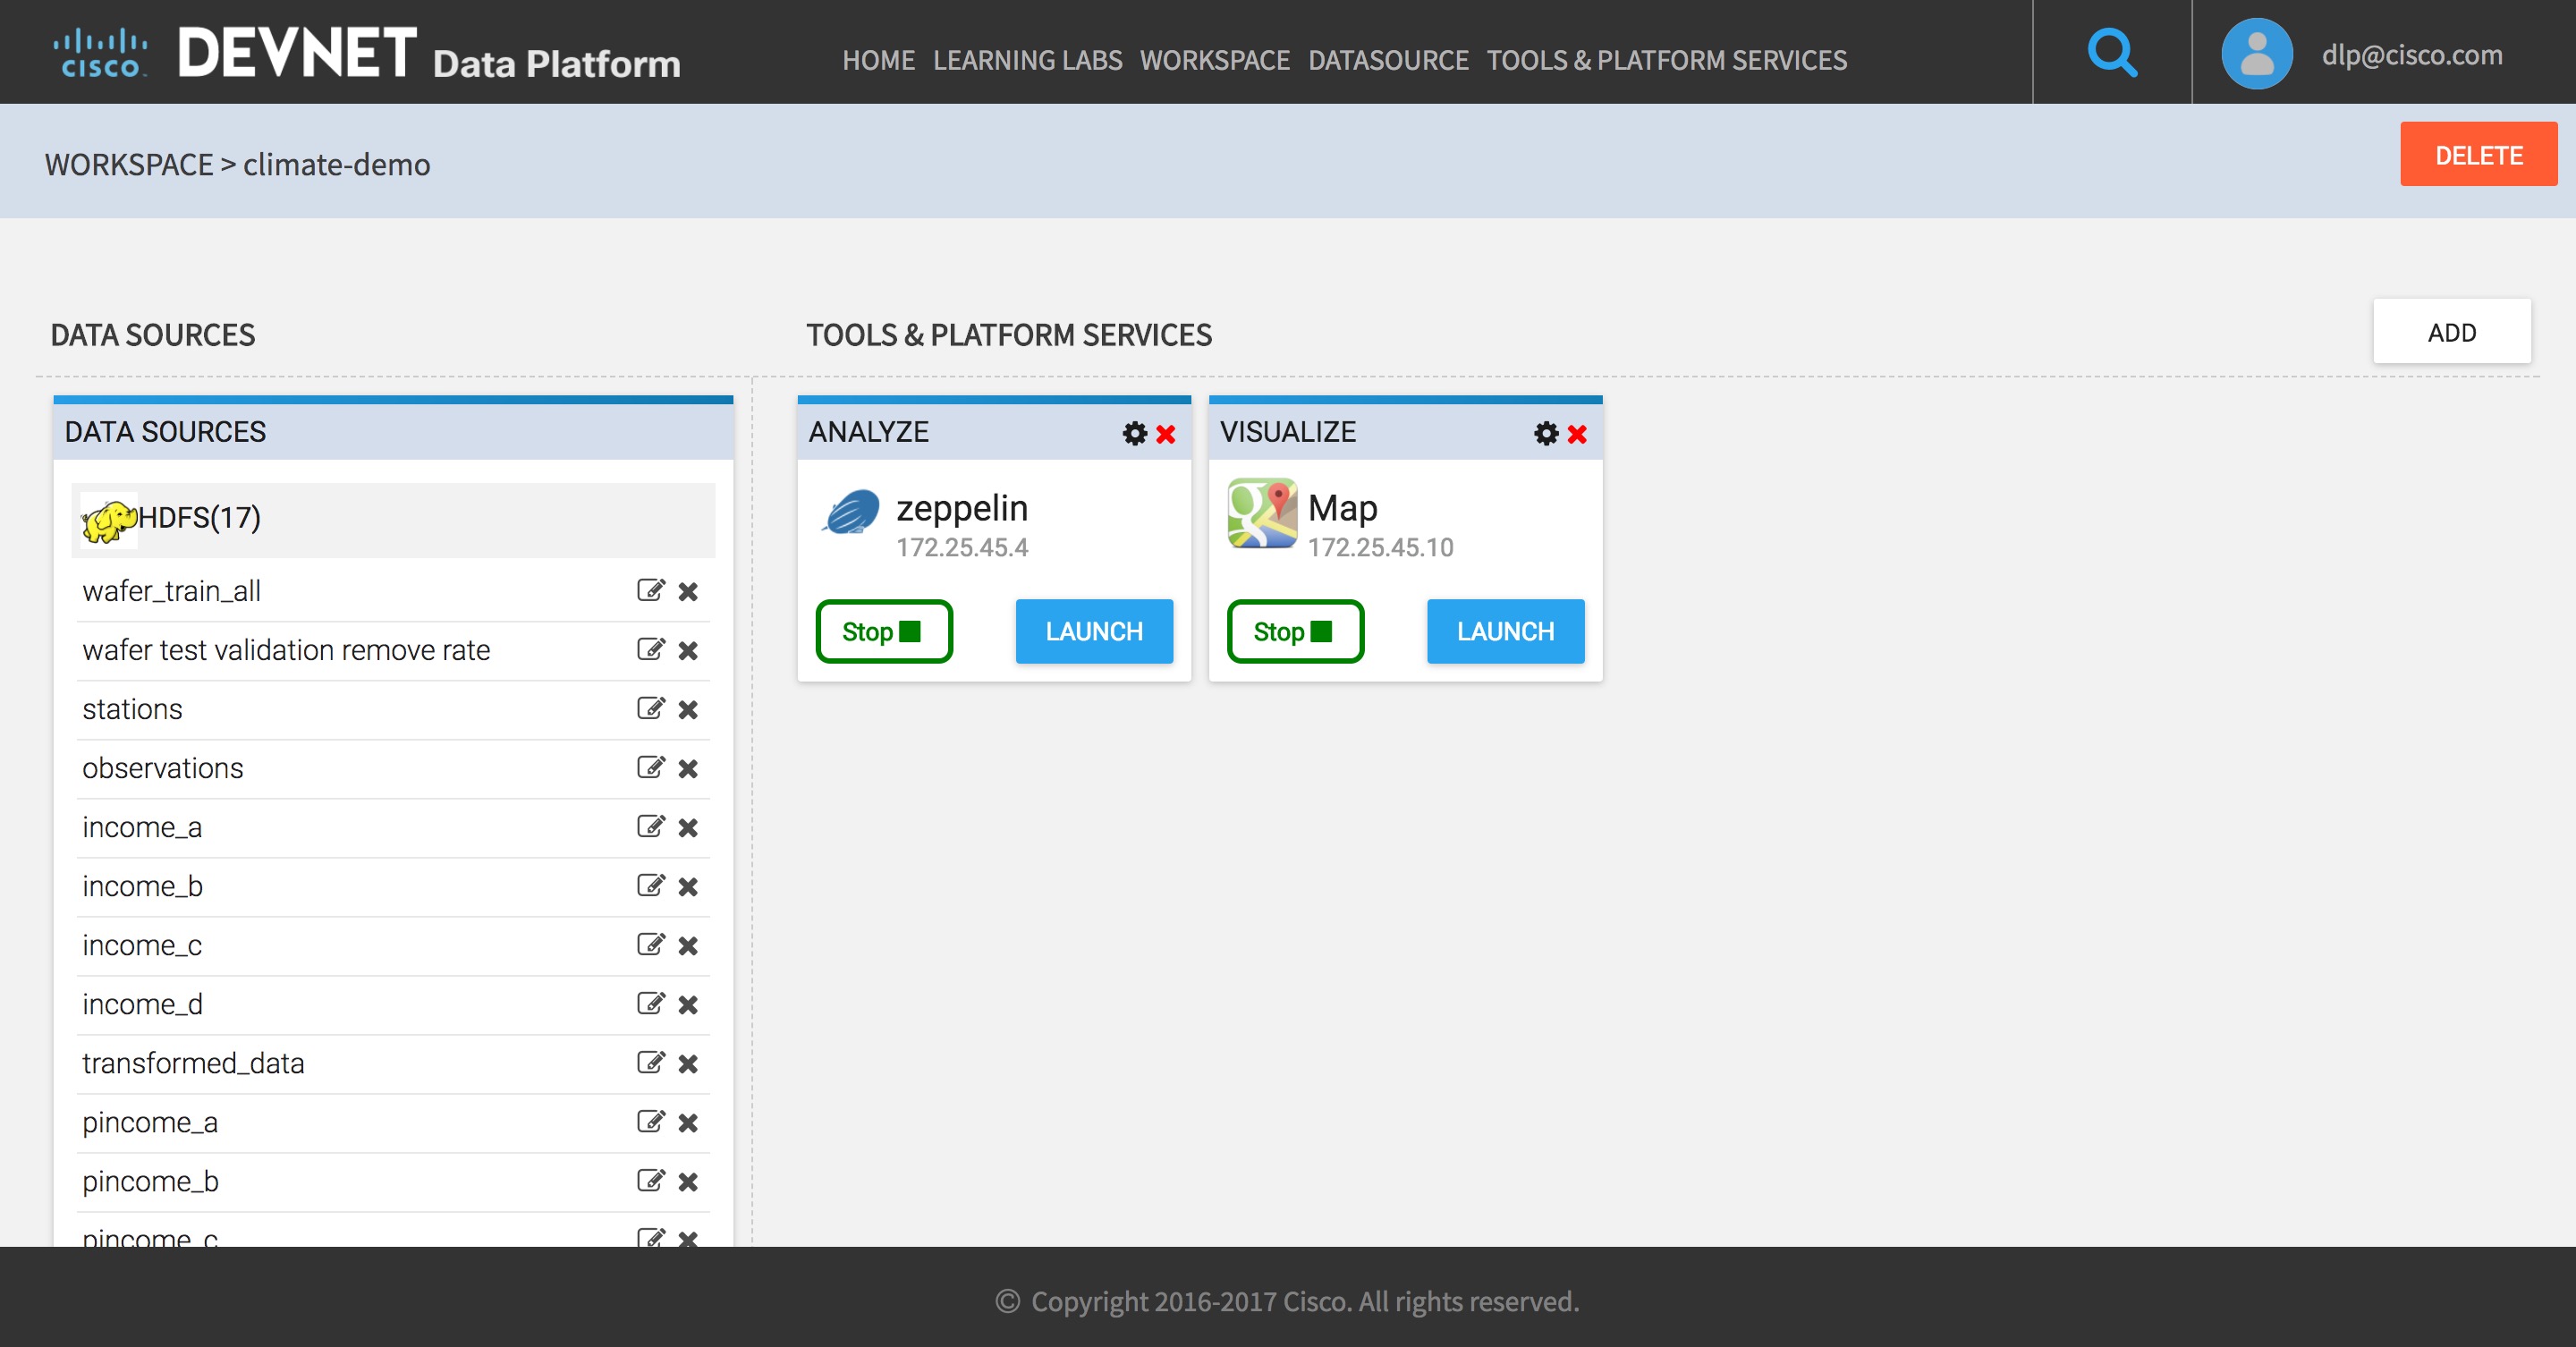 CISCO DEVNET Data Platform
HOME LEARNING LABS WORKSPACE DATASOURCE TOOLS & PLATFORM SERVICES
dlp@cisco.com
WORKSPACE > climate-demo
DELETE
DATA SOURCES
TOOLS & PLATFORM SERVICES
ADD
DATA SOURCES
HDFS(17)
wafer_train_all
wafer test validation remove rate
stations
observations
income_a
income_b
income_c
income_d
transformed_data
pincome_a
pincome_b
pincome_c
ANALYZE
zeppelin
172.25.45.4
Stop
LAUNCH
VISUALIZE
Map
172.25.45.10
Stop
LAUNCH
© Copyright 2016-2017 Cisco. All rights reserved.